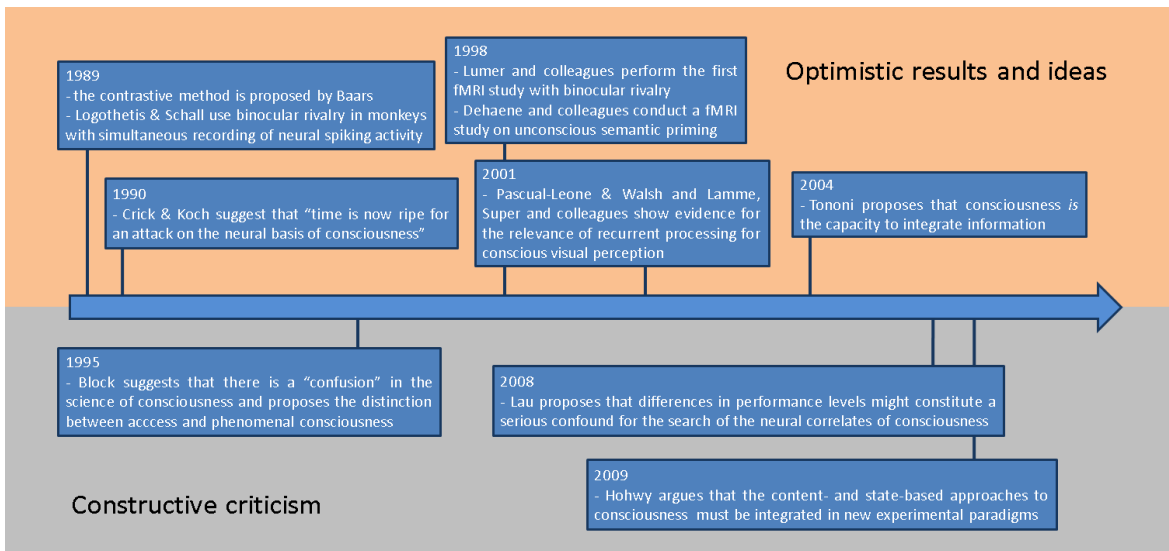 Optimistic results and ideas
1989
- the contrastive method is proposed by Baars
- Logothetis & Schall use binocular rivalry in monkeys
with simultaneous recording of neural spiking activity
1990
- Crick & Koch suggest that “time is now ripe for
an attack on the neural basis of consciousness”
1998
- Lumer and colleagues perform the first
fMRI study with binocular rivalry
- Dehaene and colleagues conduct a fMRI
study on unconscious semantic priming
2001
- Pascual-Leone & Walsh and Lamme,
Super and colleagues show evidence for
the relevance of recurrent processing for
conscious visual perception
2004
- Tononi proposes that consciousness is
the capacity to integrate information
1995
- Block suggests that there is a “confusion” in the
science of consciousness and proposes the distinction
between acccess and phenomenal consciousness
2008
- Lau proposes that differences in performance levels might constitute a
serious confound for the search of the neural correlates of consciousness
2009
- Hohwy argues that the content- and state-based approaches to
consciousness must be integrated in new experimental paradigms
Constructive criticism